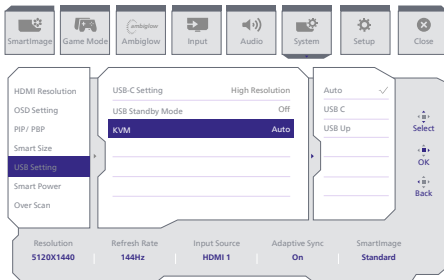 ambiglow
SmartImage Game Mode Ambiglow Input Audio System Setup Close
HDMI Resolution
OSD Setting
PIP/ PBP
Smart Size
USB Setting
Smart Power
Over Scan
USB-C Setting High Resolution
USB Standby Mode Off
KVM Auto
Auto
USB C
USB Up
Select
OK
Back
Resolution Refresh Rate Input Source Adaptive Sync SmartImage
5120X1440 144Hz HDMI 1 On Standard